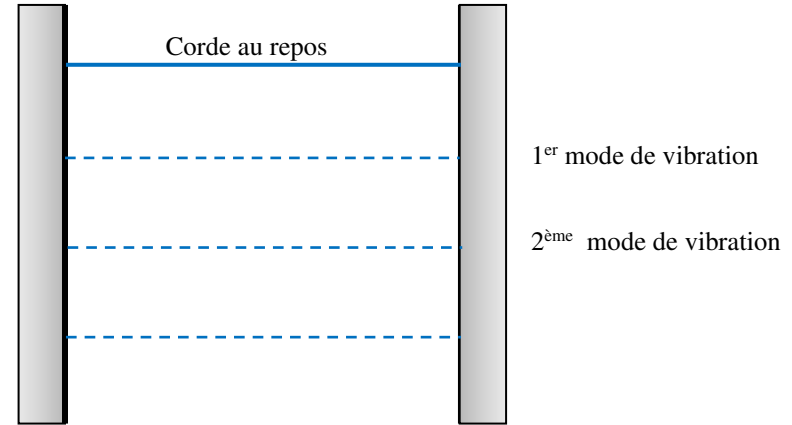 Corde au repos
1er mode de vibration
2ème mode de vibration